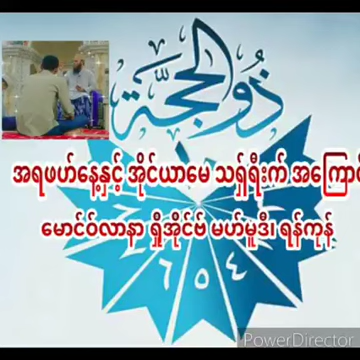 ذُو الحِجَّة
အရဖဟ်နေ့နှင့် အိုင်ယာမေ သရှ်ရီးက် အကြောင်
မောင်ဝ်လာနာ ရှိုအိုင်ဗ် မဟ်မူဒီ၊ ရန်ကုန်
٦ ٥ ٤
PowerDirector